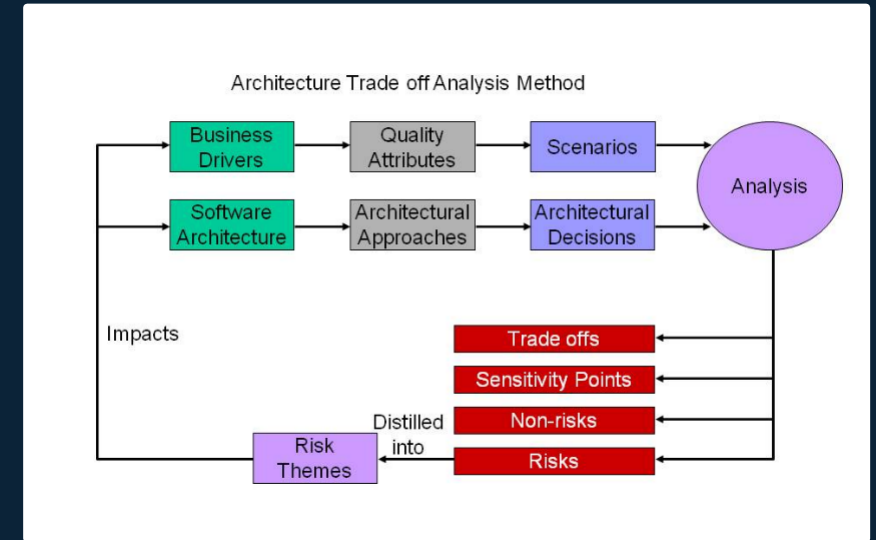 Architecture Trade off Analysis Method
Business
Drivers
Quality
Attributes
Scenarios
Analysis
Software
Architecture
Architectural
Approaches
Architectural
Decisions
Impacts
Trade offs
Sensitivity Points
Non-risks
Risks
Distilled
into
Risk
Themes